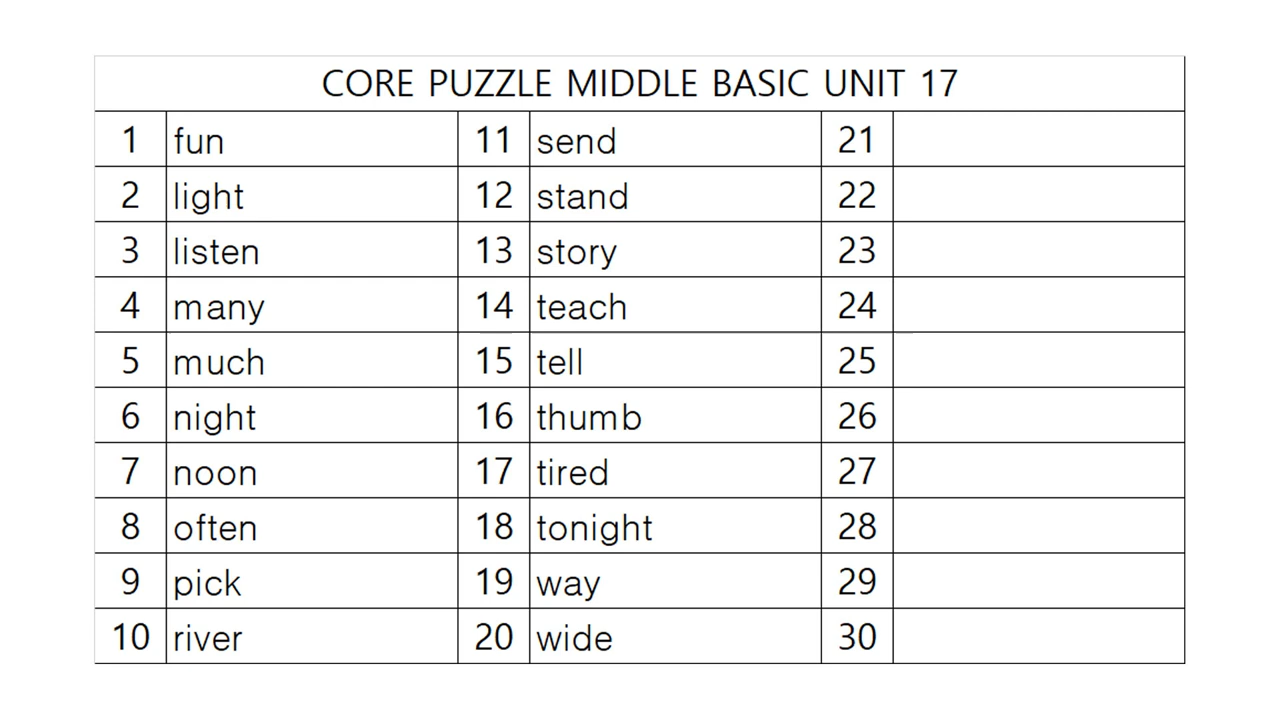 CORE PUZZLE MIDDLE BASIC UNIT 17
1 fun 11 send 21
2 light 12 stand 22
3 listen 13 story 23
4 many 14 teach 24
5 much 15 tell 25
6 night 16 thumb 26
7 noon 17 tired 27
8 often 18 tonight 28
9 pick 19 way 29
10 river 20 wide 30